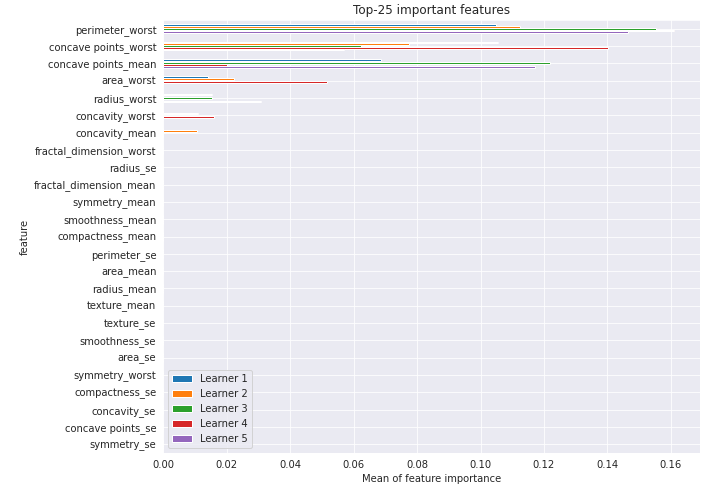 Top-25 important features
perimeter_worst
concave points_worst
concave points_mean
area_worst
radius_worst
concavity_worst
concavity_mean
fractal_dimension_worst
radius_se
fractal_dimension_mean
symmetry_mean
smoothness_mean
compactness_mean
perimeter_se
area_mean
radius_mean
texture_mean
texture_se
smoothness_se
area_se
symmetry_worst
compactness_se
concavity_se
concave points_se
symmetry_se
feature
Learner 1
Learner 2
Learner 3
Learner 4
Learner 5
0.00 0.02 0.04 0.06 0.08 0.10 0.12 0.14 0.16
Mean of feature importance